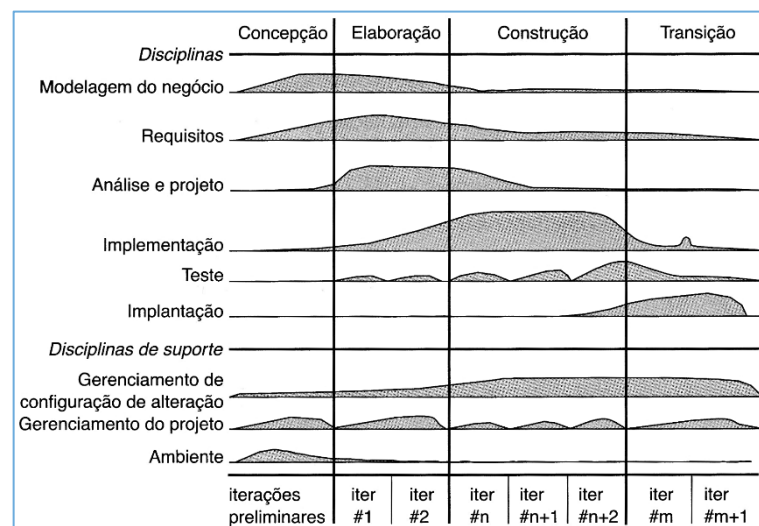 Concepção Elaboração Construção Transição
Disciplinas
Modelagem do negócio
Requisitos
Análise e projeto
Implementação
Teste
Implantação
Disciplinas de suporte
Gerenciamento de
configuração de alteração
Gerenciamento do projeto
Ambiente
iterações iter iter iter iter iter iter iter
preliminares #1 #2 #n #n+1 #n+2 #m #m+1